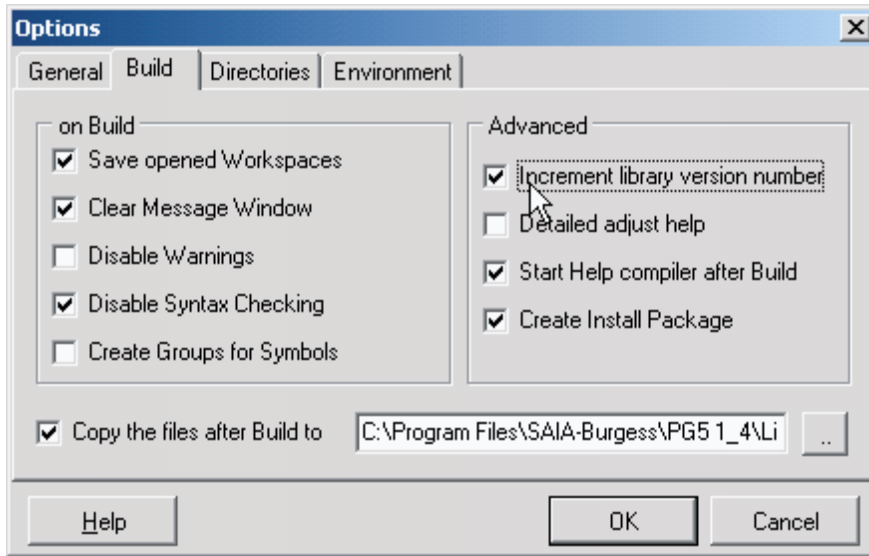 Options
General Build Directories Environment
on Build
Save opened Workspaces
Clear Message Window
Disable Warnings
Disable Syntax Checking
Create Groups for Symbols
Advanced
Increment library version number
Detailed adjust help
Start Help compiler after Build
Create Install Package
Copy the files after Build to C:\Program Files\SAIA-Burgess\PG5 1_4\Li ..
Help OK Cancel